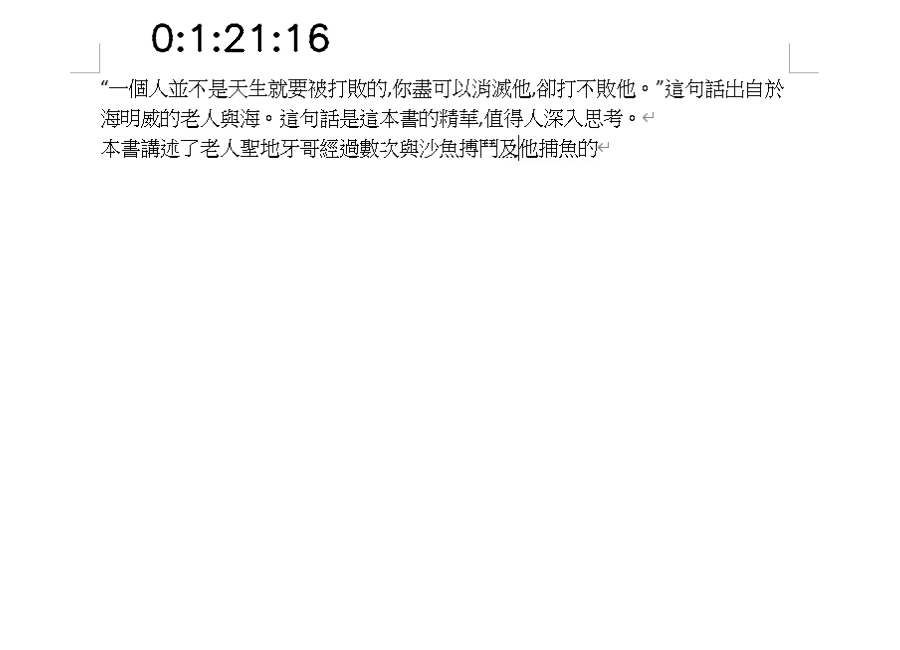 0:1:21:16
“一個人並不是天生就要被打敗的,你盡可以消滅他,卻打不敗他。”這句話出自於
海明威的老人與海。這句話是這本書的精華,值得人深入思考。
本書講述了老人聖地牙哥經過數次與沙魚搏鬥及他捕魚的